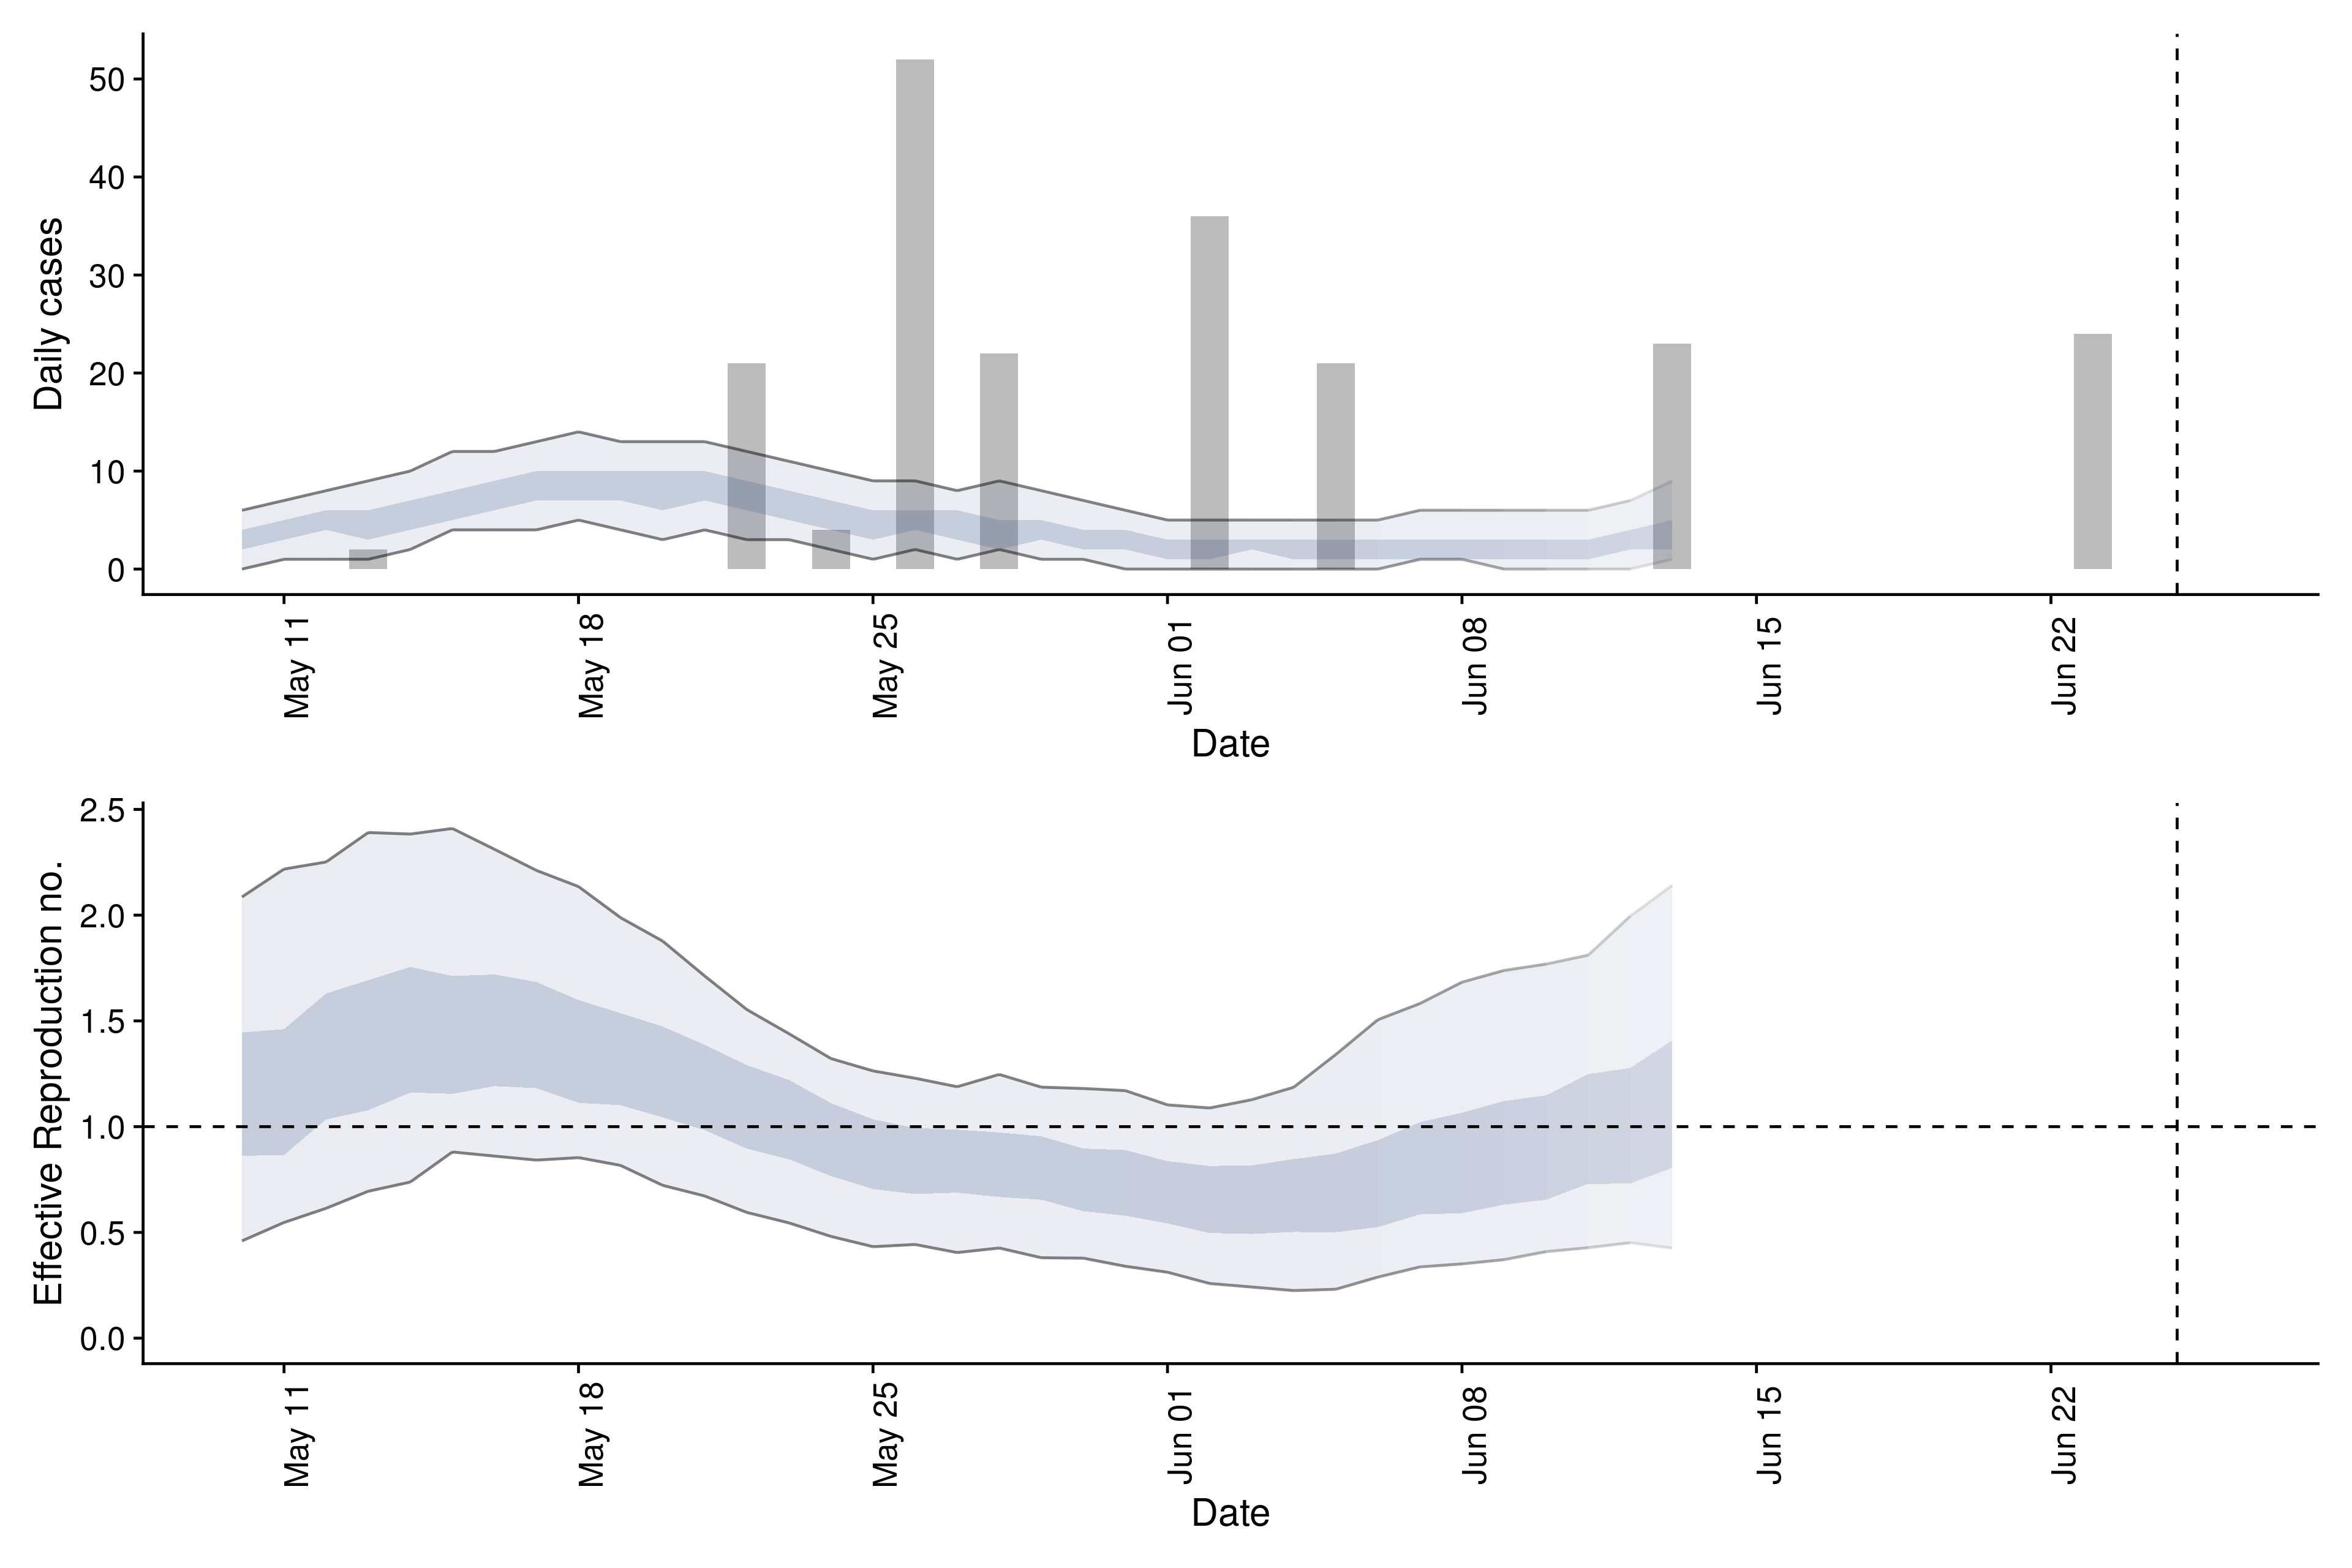 Daily cases
50
40
30
20
10
0
May 11
May 18
May 25
Jun 01
Jun 08
Jun 15
Jun 22
Date
Effective Reproduction no.
2.5
2.0
1.5
1.0
0.5
0.0
May 11
May 18
May 25
Jun 01
Jun 08
Jun 15
Jun 22
Date